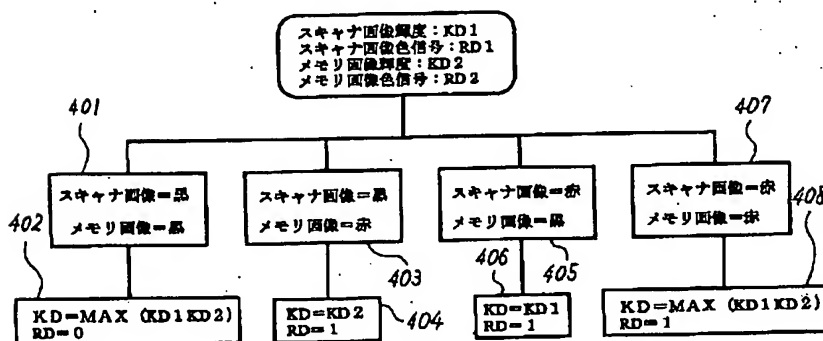 スキャナ画像輝度：KD1
スキャナ画像色信号：RD1
メモリ画像輝度：KD2
メモリ画像色信号：RD2
401
407
スキャナ画像＝黒
メモリ画像＝黒
スキャナ画像＝黒
メモリ画像＝赤
スキャナ画像＝赤
メモリ画像＝黒
スキャナ画像＝赤
メモリ画像＝赤
402
403
406
405
408
KD＝MAX (KD1KD2)
RD＝0
KD＝KD2
RD＝1
404
KD＝KD1
RD＝1
KD＝MAX (KD1KD2)
RD＝1